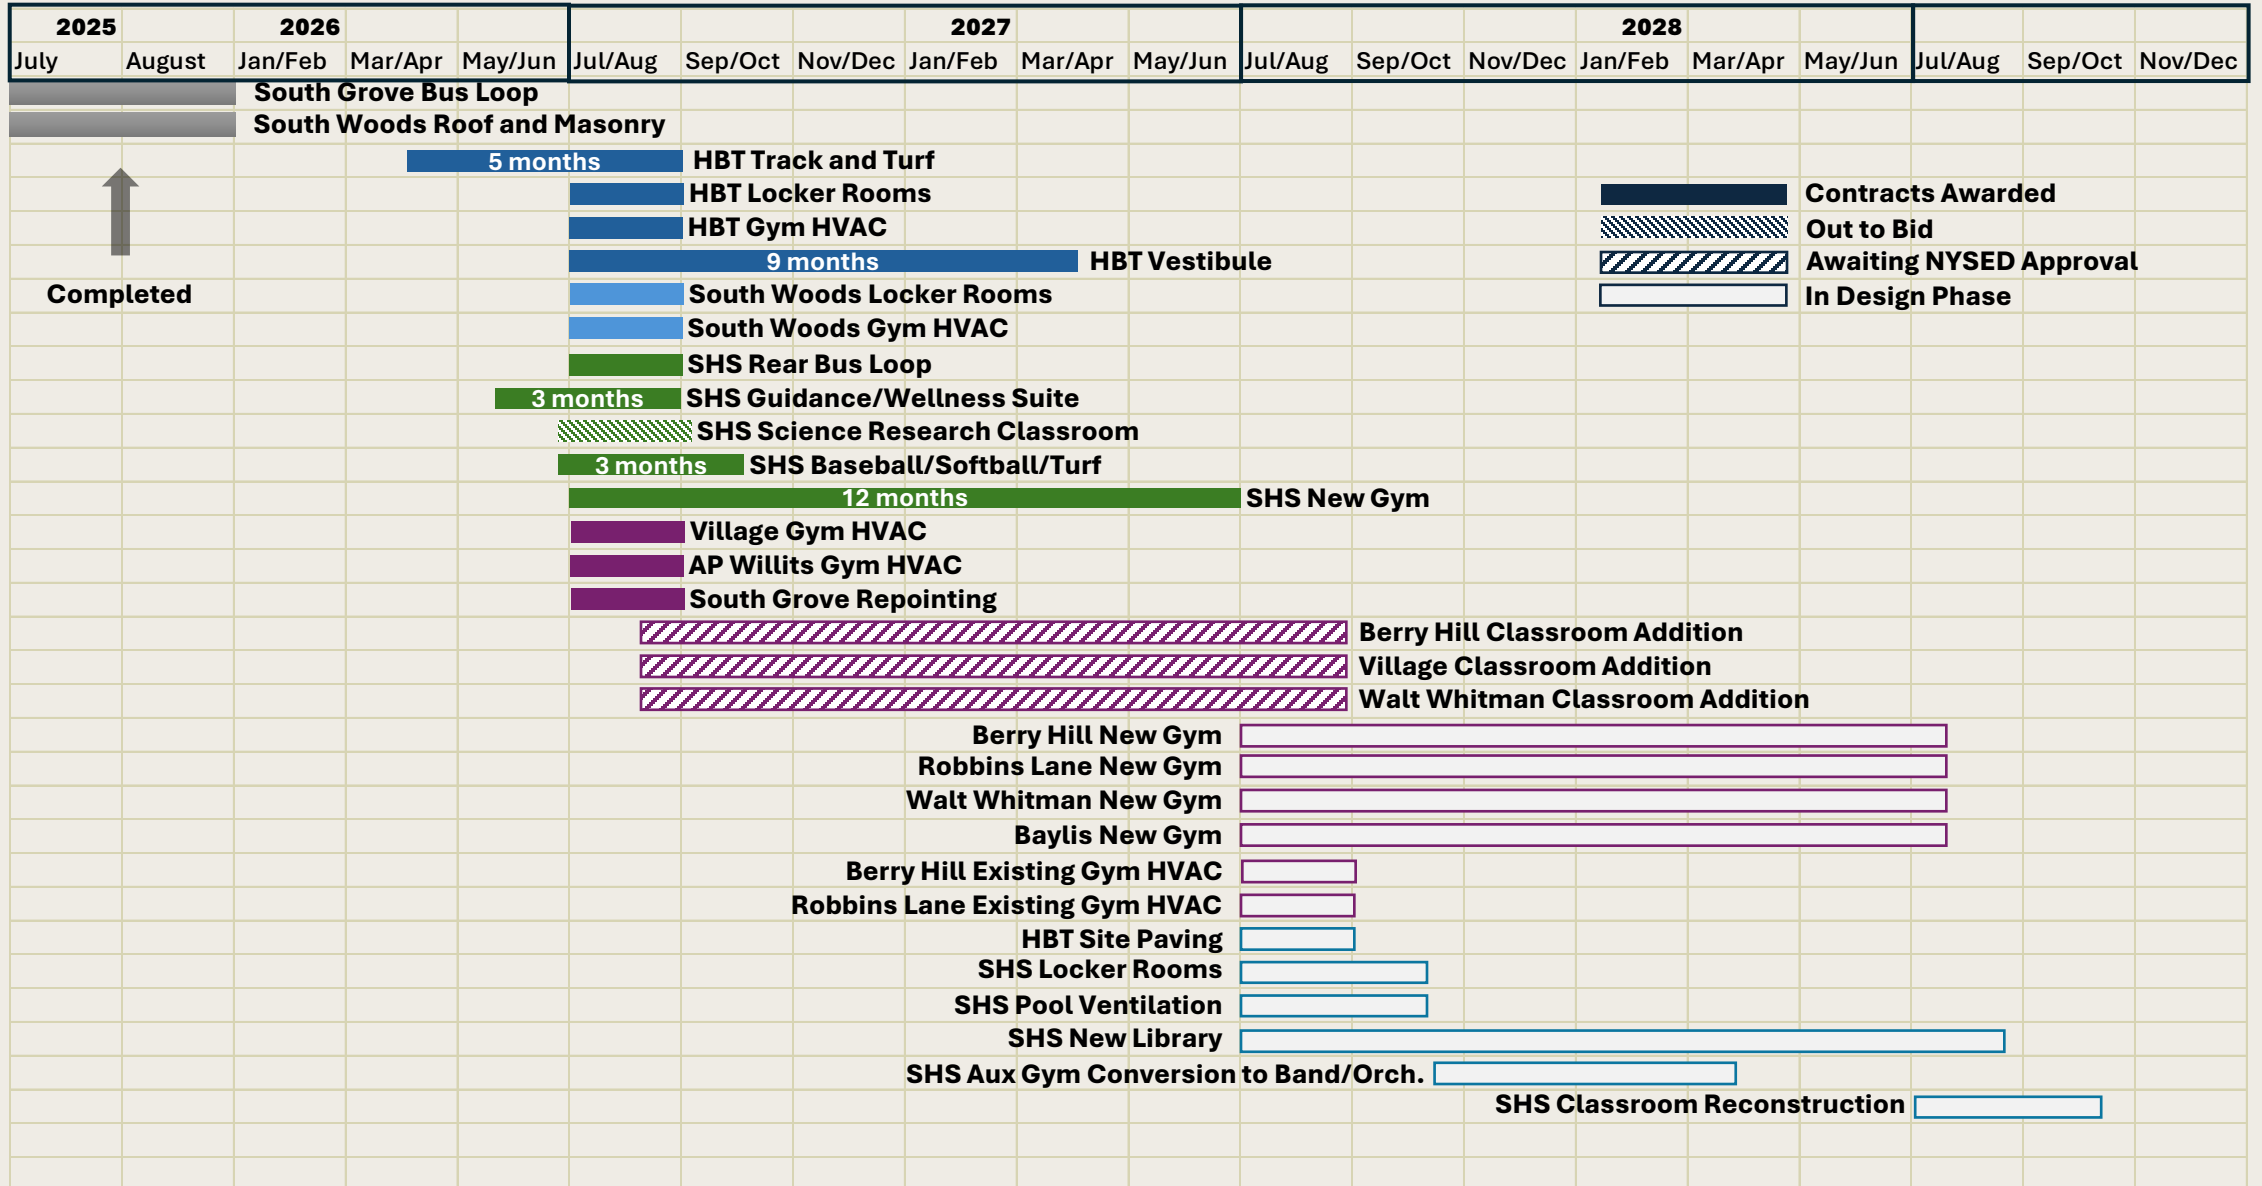 2025 2026 2027 2028
July August Jan/Feb Mar/Apr May/Jun Jul/Aug Sep/Oct Nov/Dec Jan/Feb Mar/Apr May/Jun Jul/Aug Sep/Oct Nov/Dec Jan/Feb Mar/Apr May/Jun Jul/Aug Sep/Oct Nov/Dec
South Grove Bus Loop
South Woods Roof and Masonry
5 months HBT Track and Turf
HBT Locker Rooms
Contracts Awarded
HBT Gym HVAC
Out to Bid
9 months HBT Vestibule
Awaiting NYSED Approval
Completed
South Woods Locker Rooms
In Design Phase
South Woods Gym HVAC
SHS Rear Bus Loop
3 months SHS Guidance/Wellness Suite
SHS Science Research Classroom
3 months SHS Baseball/Softball/Turf
12 months SHS New Gym
Village Gym HVAC
AP Willits Gym HVAC
South Grove Repointing
Berry Hill Classroom Addition
Village Classroom Addition
Walt Whitman Classroom Addition
Berry Hill New Gym
Robbins Lane New Gym
Walt Whitman New Gym
Baylis New Gym
Berry Hill Existing Gym HVAC
Robbins Lane Existing Gym HVAC
HBT Site Paving
SHS Locker Rooms
SHS Pool Ventilation
SHS New Library
SHS Aux Gym Conversion to Band/Orch.
SHS Classroom Reconstruction